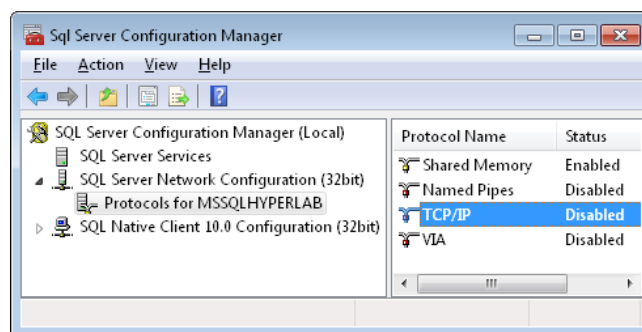 Sql Server Configuration Manager
File Action View Help
SQL Server Configuration Manager (Local)
SQL Server Services
SQL Server Network Configuration (32bit)
Protocols for MSSQLHYPERLAB
SQL Native Client 10.0 Configuration (32bit)
Protocol Name Status
Shared Memory Enabled
Named Pipes Disabled
TCP/IP Disabled
VIA Disabled